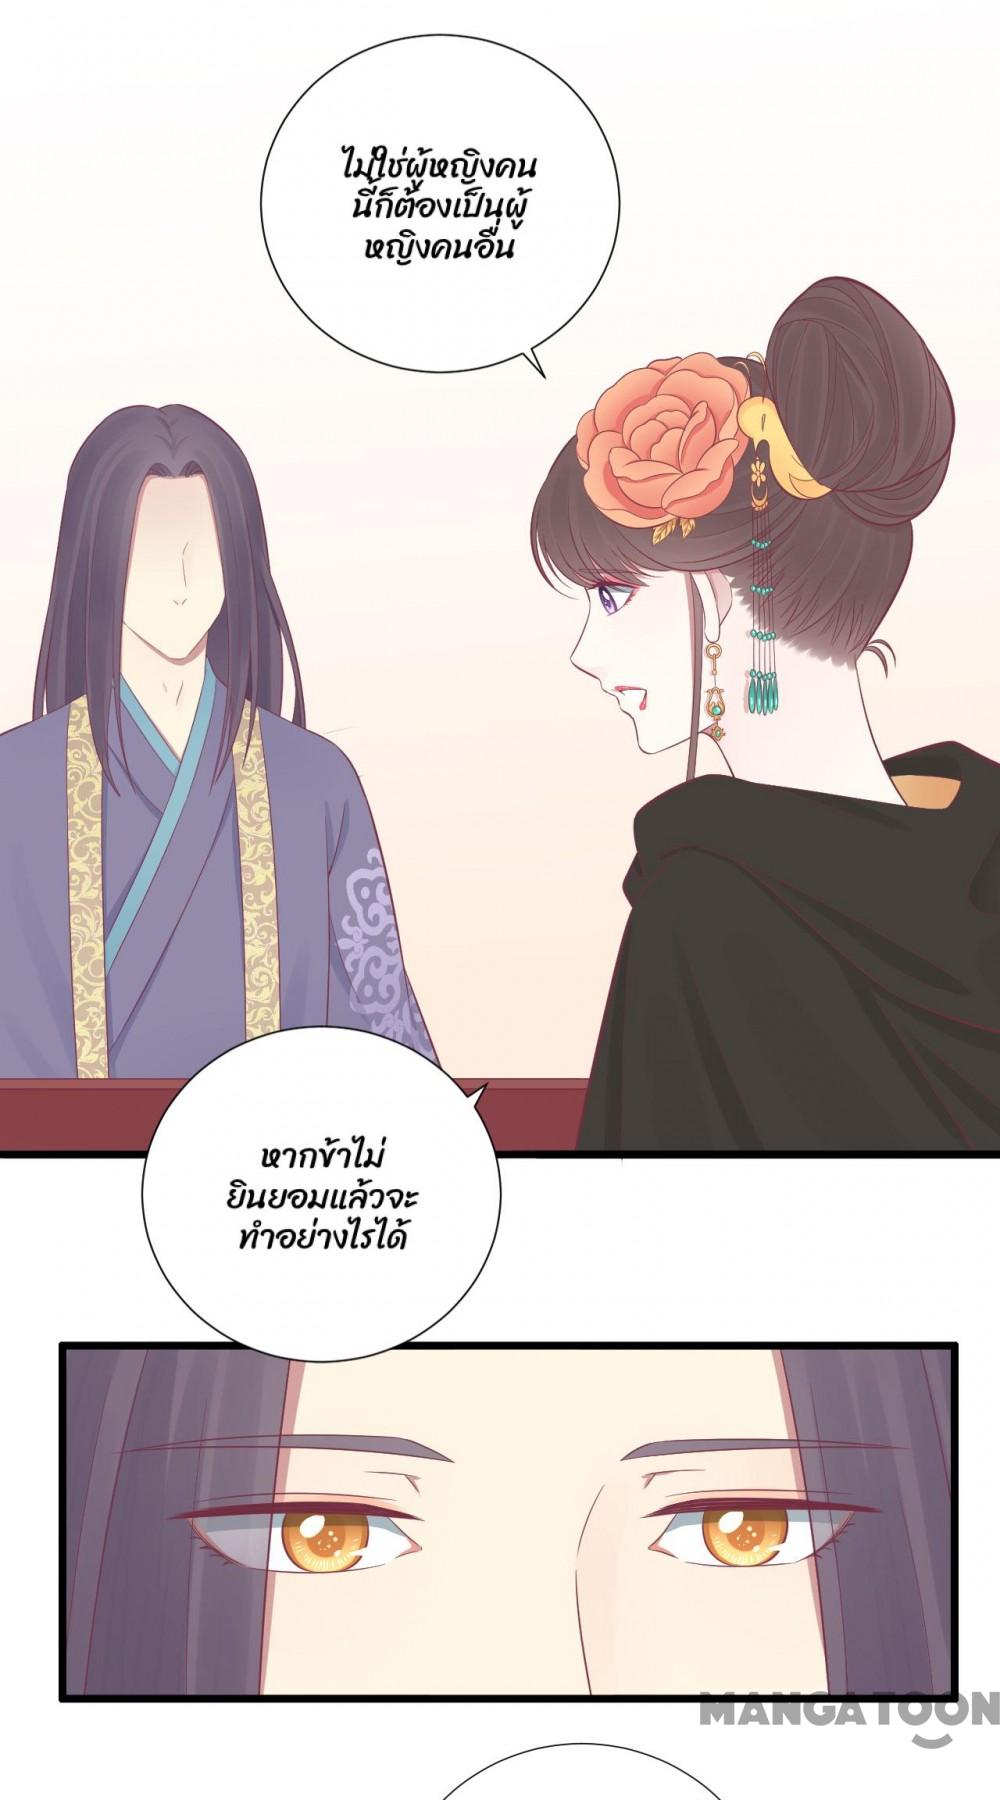 ไม่ใช่ผู้หญิงคน
นี้ก็ต้องเป็นผู้
หญิงคนอื่น
หากข้าไม่
ยินยอมแล้วจะ
ทำอย่างไรได้
MANGATOON